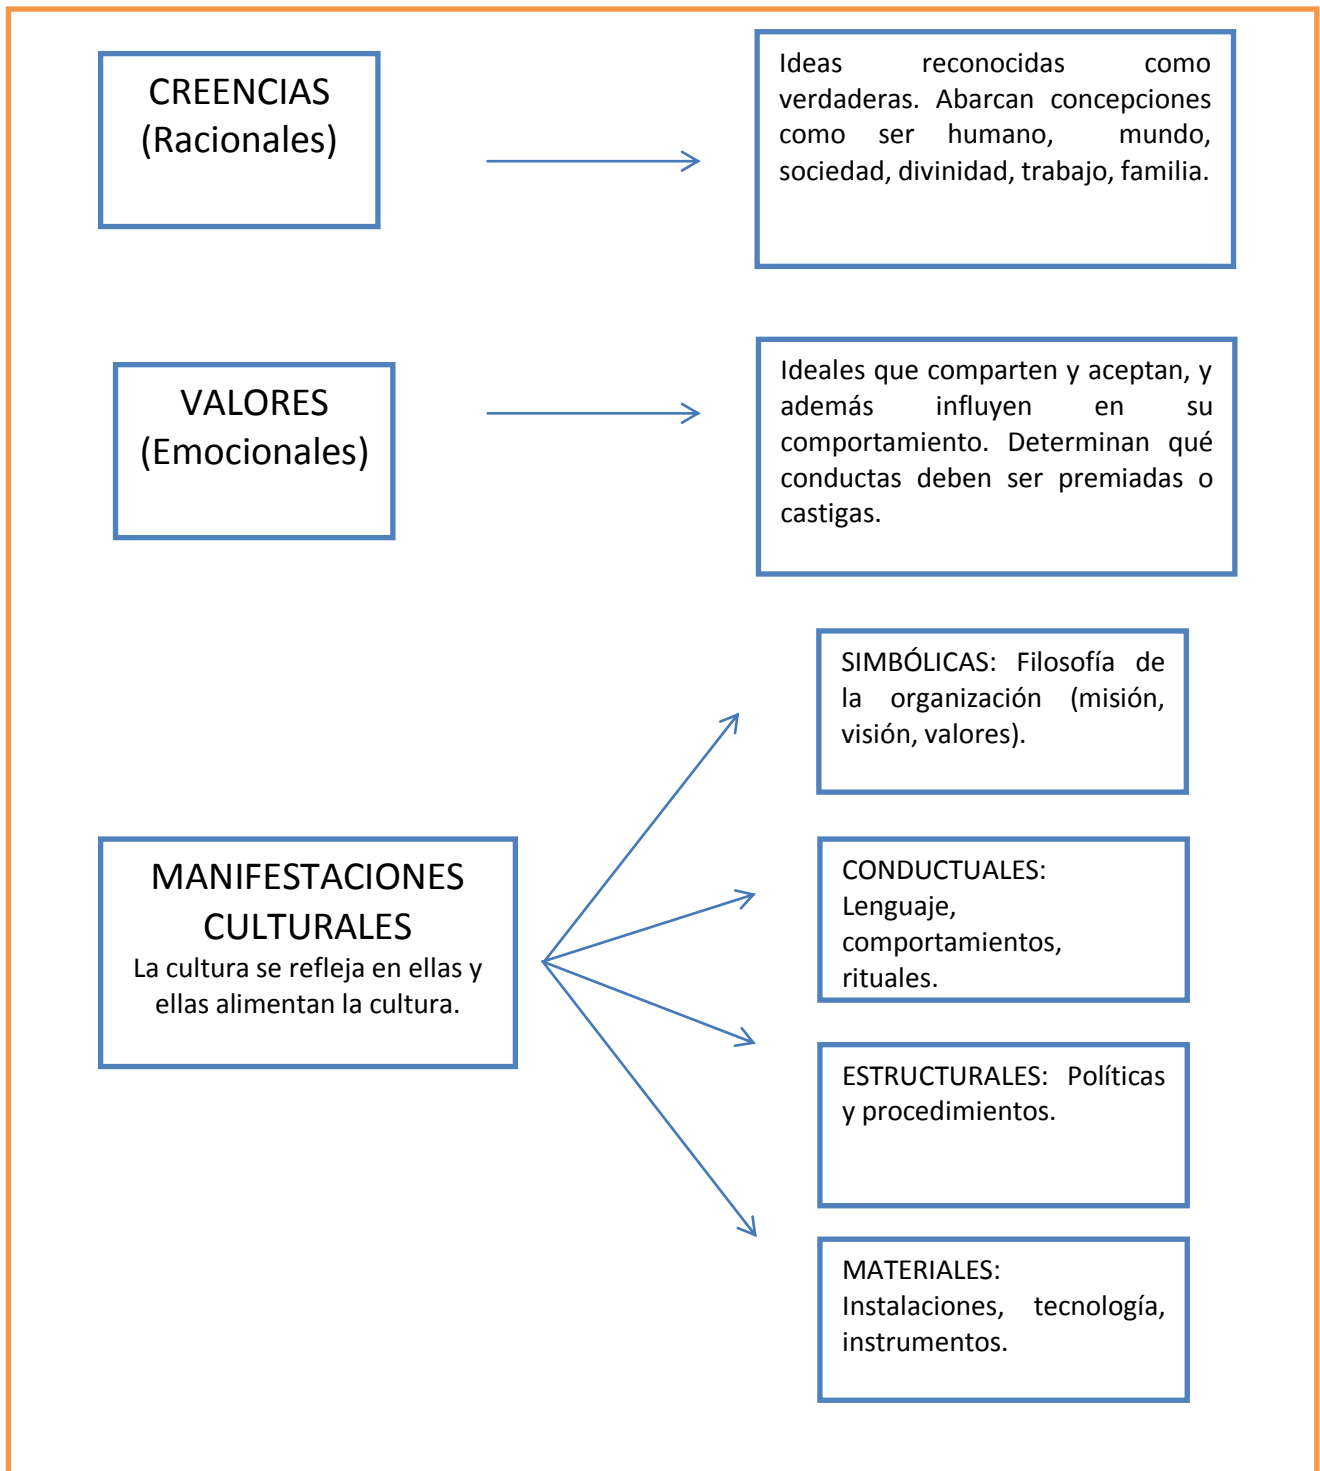 CREENCIAS
(Racionales)
Ideas reconocidas como
verdaderas. Abarcan concepciones
como ser humano, mundo,
sociedad, divinidad, trabajo, familia.
VALORES
(Emocionales)
Ideales que comparten y aceptan, y
además influyen en su
comportamiento. Determinan qué
conductas deben ser premiadas o
castigas.
MANIFESTACIONES
CULTURALES
La cultura se refleja en ellas y
ellas alimentan la cultura.
SIMBÓLICAS: Filosofía de
la organización (misión,
visión, valores).
CONDUCTUALES:
Lenguaje,
comportamientos,
rituales.
ESTRUCTURALES: Políticas
y procedimientos.
MATERIALES:
Instalaciones, tecnología,
instrumentos.